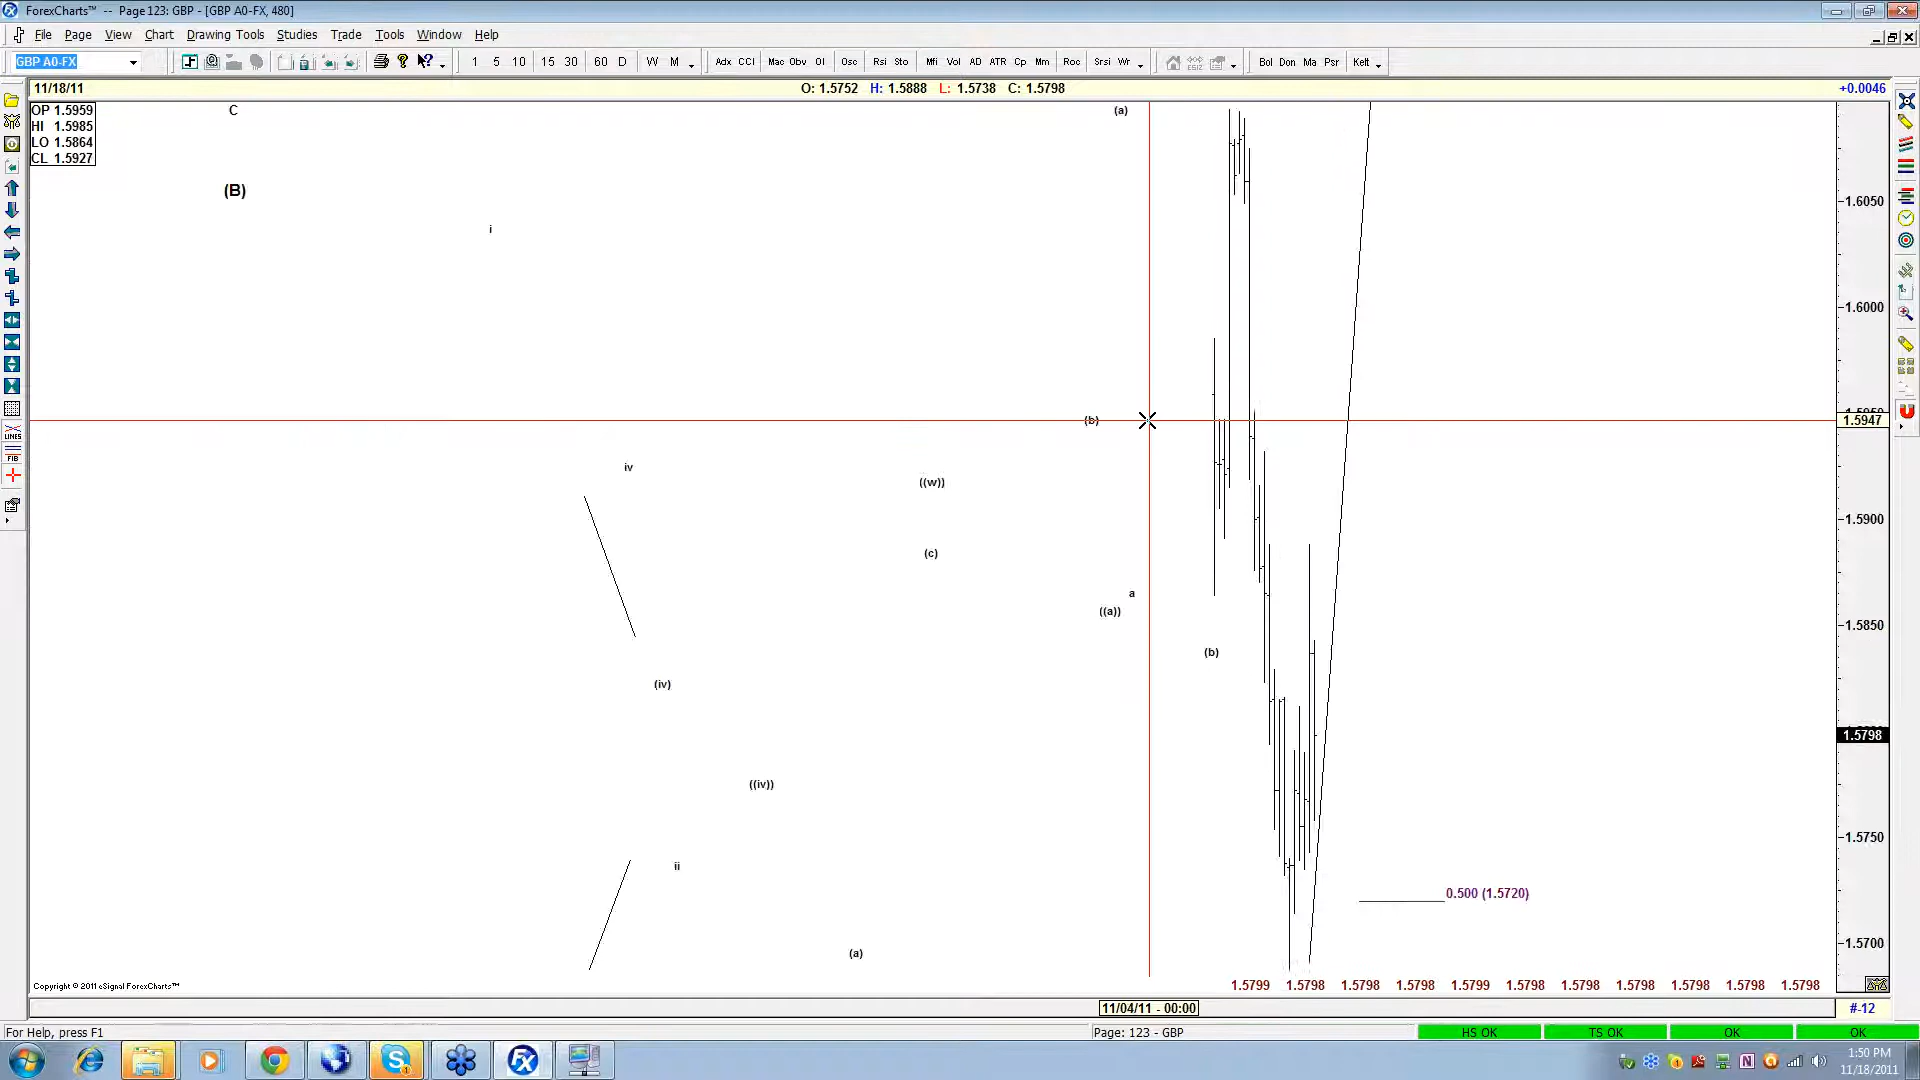 ForexCharts™ -- Page 123: GBP - [GBP A0-FX, 480]
File Page View Chart Drawing Tools Studies Trade Tools Window Help
GBP A0-FX 1 5 10 15 30 60 D W M Adx CCI Mac Obv OI Osc Rsi Sto Mfi Vol AD ATR Cp Mm Roc Srsi Wr Bol Don Ma Psr Kelt
11/18/11 O: 1.5752 H: 1.5888 L: 1.5738 C: 1.5798 +0.0046
OP 1.5959
HI 1.5985
LO 1.5864
CL 1.5927
C
(a)
(B)
1.6050
i
1.6000
(b)
1.5947
LINES
FIB
iv
((w))
1.5900
(c)
a
((a))
1.5850
(b)
(iv)
1.5798
((iv))
1.5750
ii
0.500 (1.5720)
1.5700
(a)
Copyright © 2011 eSignal ForexCharts™
1.5799 1.5798 1.5798 1.5798 1.5799 1.5798 1.5798 1.5798 1.5798 1.5798 1.5798
11/04/11 - 00:00
#-12
For Help, press F1 Page: 123 - GBP HS OK TS OK OK OK
1:50 PM
11/18/2011